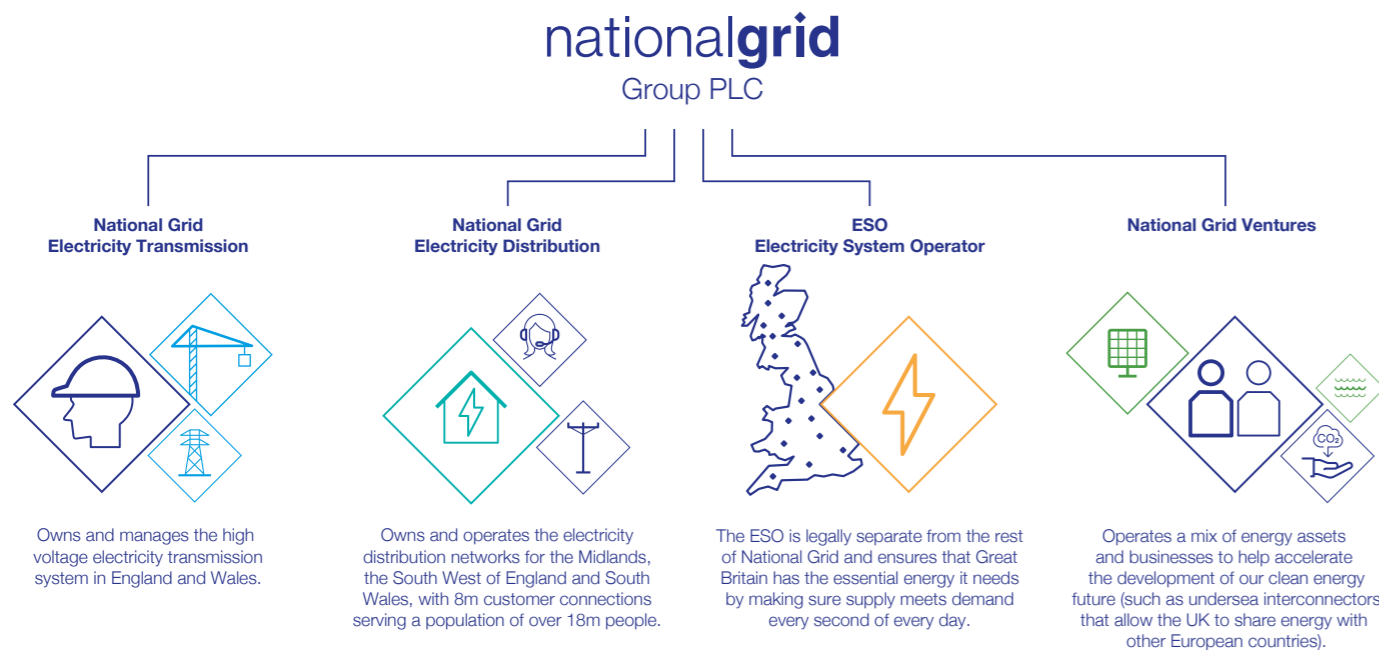 nationalgrid
Group PLC
National Grid
Electricity Transmission
National Grid
Electricity Distribution
ESO
Electricity System Operator
National Grid Ventures
CO₂
Owns and manages the high
voltage electricity transmission
system in England and Wales.
Owns and operates the electricity
distribution networks for the Midlands,
the South West of England and South
Wales, with 8m customer connections
serving a population of over 18m people.
The ESO is legally separate from the rest
of National Grid and ensures that Great
Britain has the essential energy it needs
by making sure supply meets demand
every second of every day.
Operates a mix of energy assets
and businesses to help accelerate
the development of our clean energy
future (such as undersea interconnectors
that allow the UK to share energy with
other European countries).